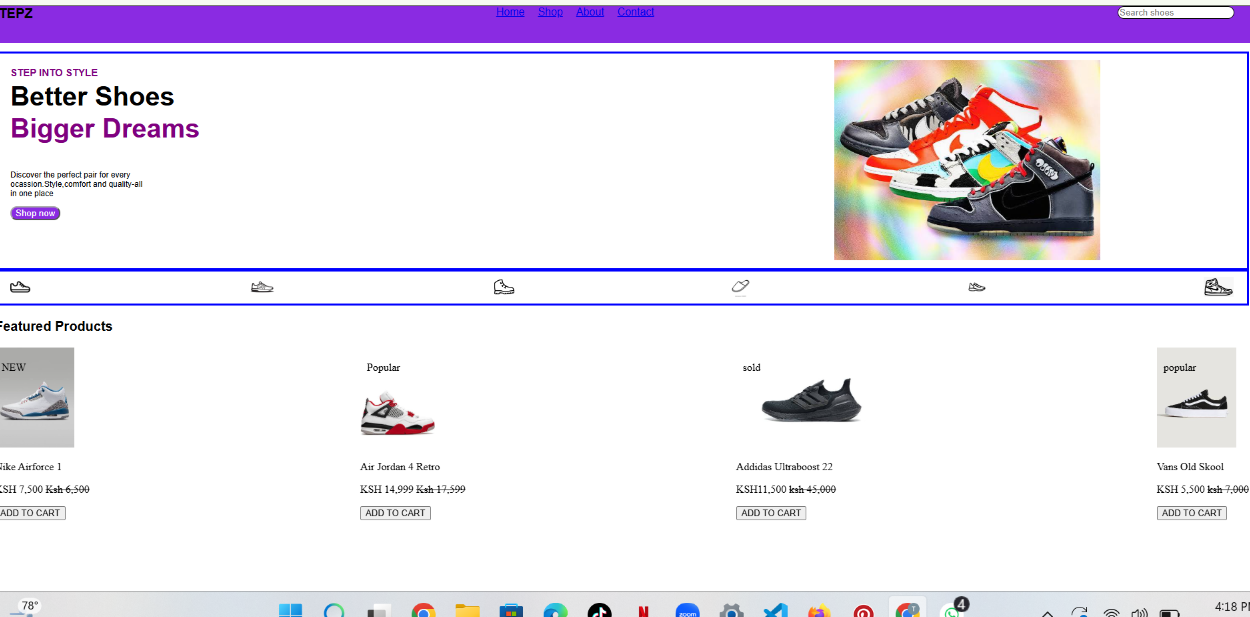 TEPZ
Home Shop About Contact
Search shoes
STEP INTO STYLE
Better Shoes
Bigger Dreams
Discover the perfect pair for every
ocassion.Style,comfort and quality-all
in one place
Shop now
Featured Products
NEW
Popular
sold
popular
Nike Airforce 1
Air Jordan 4 Retro
Addidas Ultraboost 22
Vans Old Skool
KSH 7,500 Ksh 6,500
KSH 14,999 Ksh 17,599
KSH11,500 ksh 45,000
KSH 5,500 ksh 7,000
ADD TO CART
ADD TO CART
ADD TO CART
ADD TO CART
78°
zoom
T
4
4:18 PM